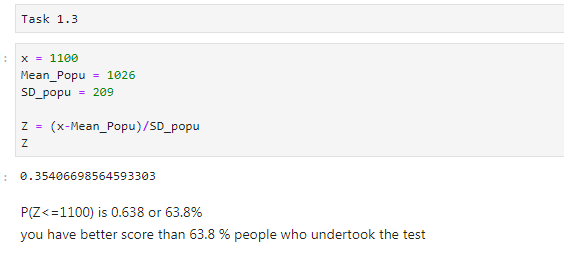 Task 1.3
: x = 1100
Mean_Popu = 1026
SD_popu = 209
Z = (x-Mean_Popu)/SD_popu
Z
: 0.35406698564593303
P(Z<=1100) is 0.638 or 63.8%
you have better score than 63.8 % people who undertook the test